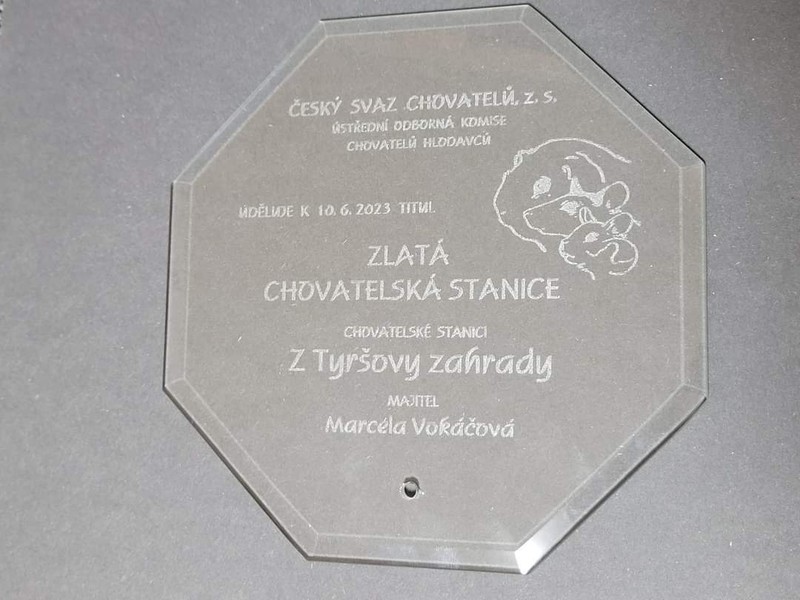 ČESKÝ SVAZ CHOVATELŮ, z. s.
ÚSTŘEDNÍ ODBORNÁ KOMISE
CHOVATELŮ HLODAVCŮ
UDĚLUJE K 10. 6. 2023 TITUL
ZLATÁ
CHOVATELSKÁ STANICE
CHOVATELSKÉ STANICI
Z Tyršovy zahrady
MAJITEL
Marcela Vokáčová